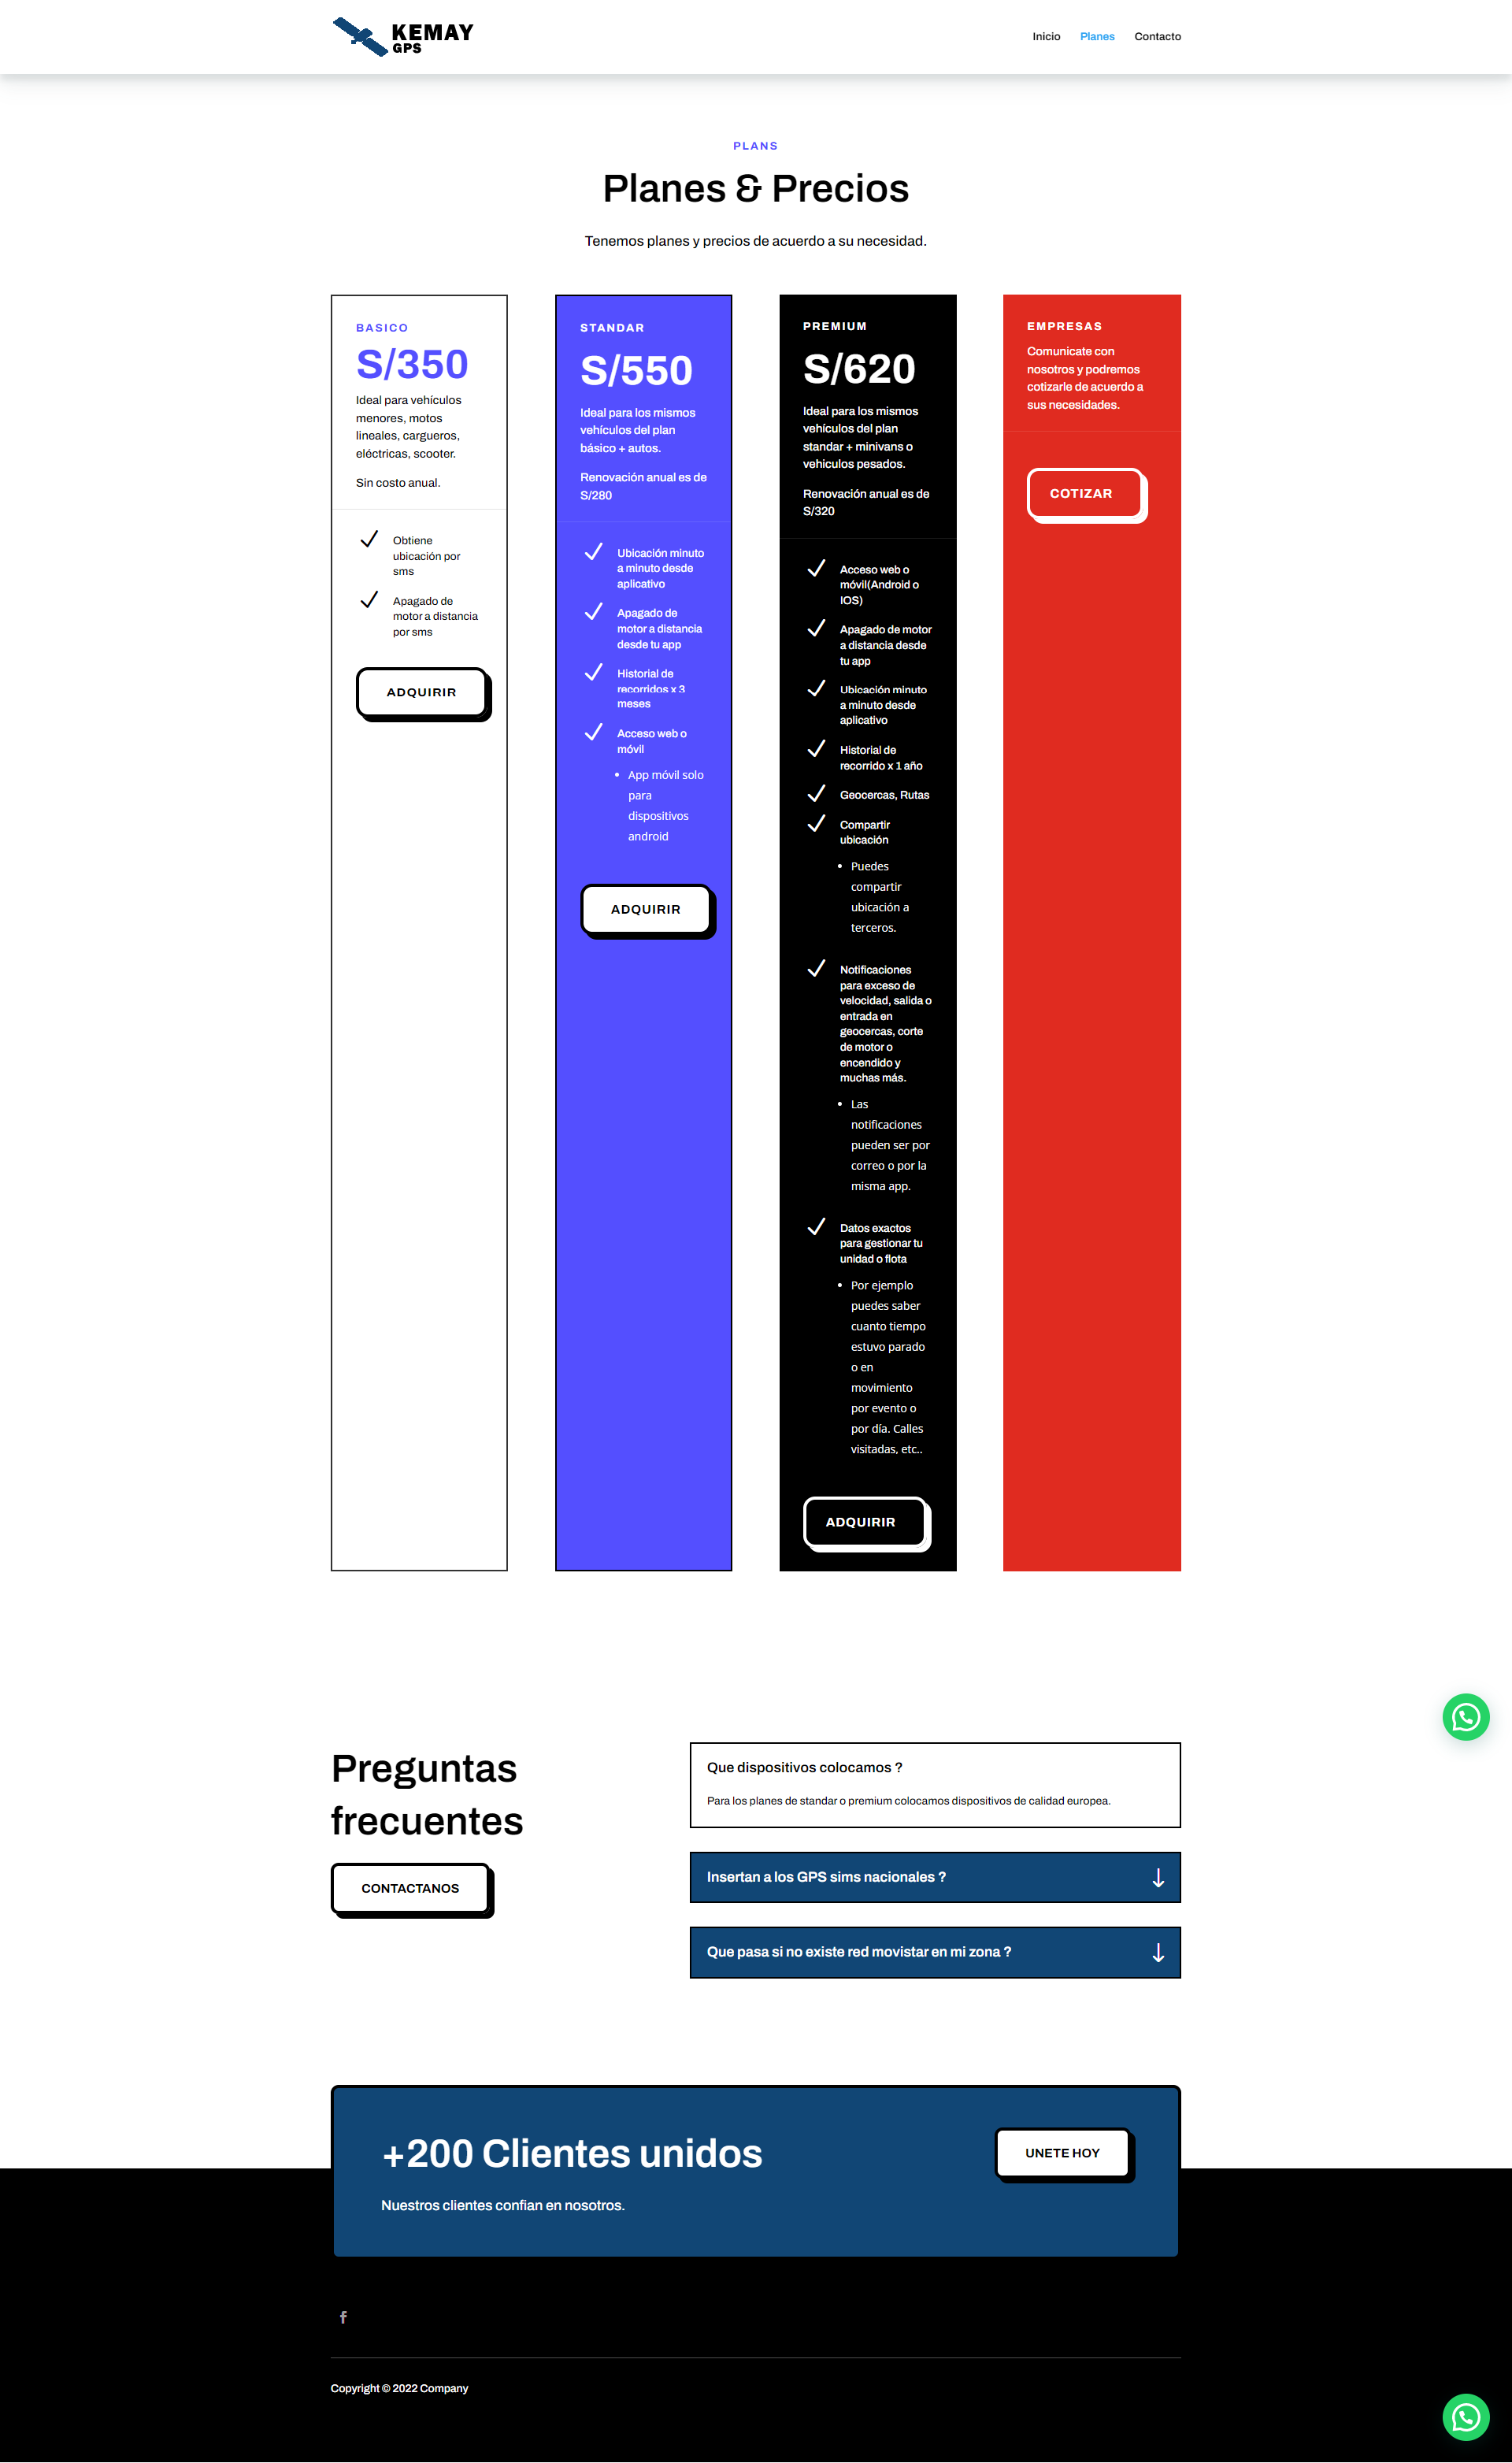 KEMAY
GPS
Inicio
Planes
Contacto
PLANS
Planes & Precios
Tenemos planes y precios de acuerdo a su necesidad.
BASICO
S/350
Ideal para vehículos
menores, motos
lineales, cargueros,
eléctricas, scooter.
Sin costo anual.
Obtiene
ubicación por
sms
Apagado de
motor a distancia
por sms
ADQUIRIR
STANDAR
S/550
Ideal para los mismos
vehículos del plan
básico + autos.
Renovación anual es de
S/280
Ubicación minuto
a minuto desde
aplicativo
Apagado de
motor a distancia
desde tu app
Historial de
recorridos x 3
meses
Acceso web o
móvil
• App móvil solo
para
dispositivos
android
ADQUIRIR
PREMIUM
S/620
Ideal para los mismos
vehículos del plan
standar + minivans o
vehiculos pesados.
Renovación anual es de
S/320
Acceso web o
móvil(Android o
IOS)
Apagado de motor
a distancia desde
tu app
Ubicación minuto
a minuto desde
aplicativo
Historial de
recorrido x 1 año
Geocercas, Rutas
Compartir
ubicación
• Puedes
compartir
ubicación a
terceros.
Notificaciones
para exceso de
velocidad, salida o
entrada en
geocercas, corte
de motor o
encendido y
muchas más.
• Las
notificaciones
pueden ser por
correo o por la
misma app.
Datos exactos
para gestionar tu
unidad o flota
• Por ejemplo
puedes saber
cuanto tiempo
estuvo parado
o en
movimiento
por evento o
por día. Calles
visitadas, etc..
ADQUIRIR
EMPRESAS
Comunicate con
nosotros y podremos
cotizarle de acuerdo a
sus necesidades.
COTIZAR
Preguntas
frecuentes
CONTACTANOS
Que dispositivos colocamos ?
Para los planes de standar o premium colocamos dispositivos de calidad europea.
Insertan a los GPS sims nacionales ?
Que pasa si no existe red movistar en mi zona ?
+200 Clientes unidos
Nuestros clientes confian en nosotros.
UNETE HOY
Copyright © 2022 Company